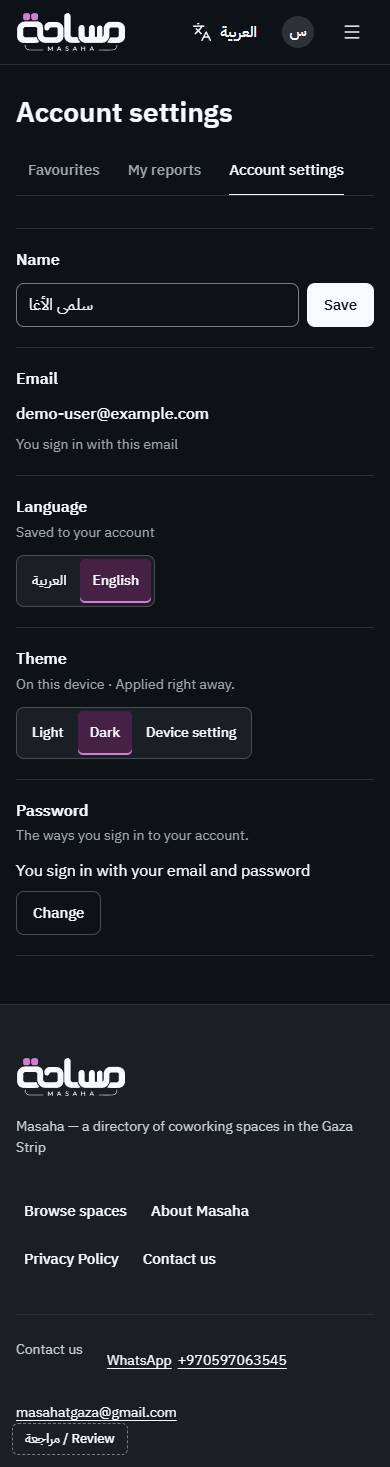 مساحة
MASAHA
العربية
س
Account settings
Favourites
My reports
Account settings
Name
سلمى الأغا
Save
Email
demo-user@example.com
You sign in with this email
Language
Saved to your account
العربية
English
Theme
On this device · Applied right away.
Light
Dark
Device setting
Password
The ways you sign in to your account.
You sign in with your email and password
Change
مساحة
MASAHA
Masaha — a directory of coworking spaces in the Gaza
Strip
Browse spaces
About Masaha
Privacy Policy
Contact us
Contact us
WhatsApp +970597063545
masahatgaza@gmail.com
مراجعة / Review